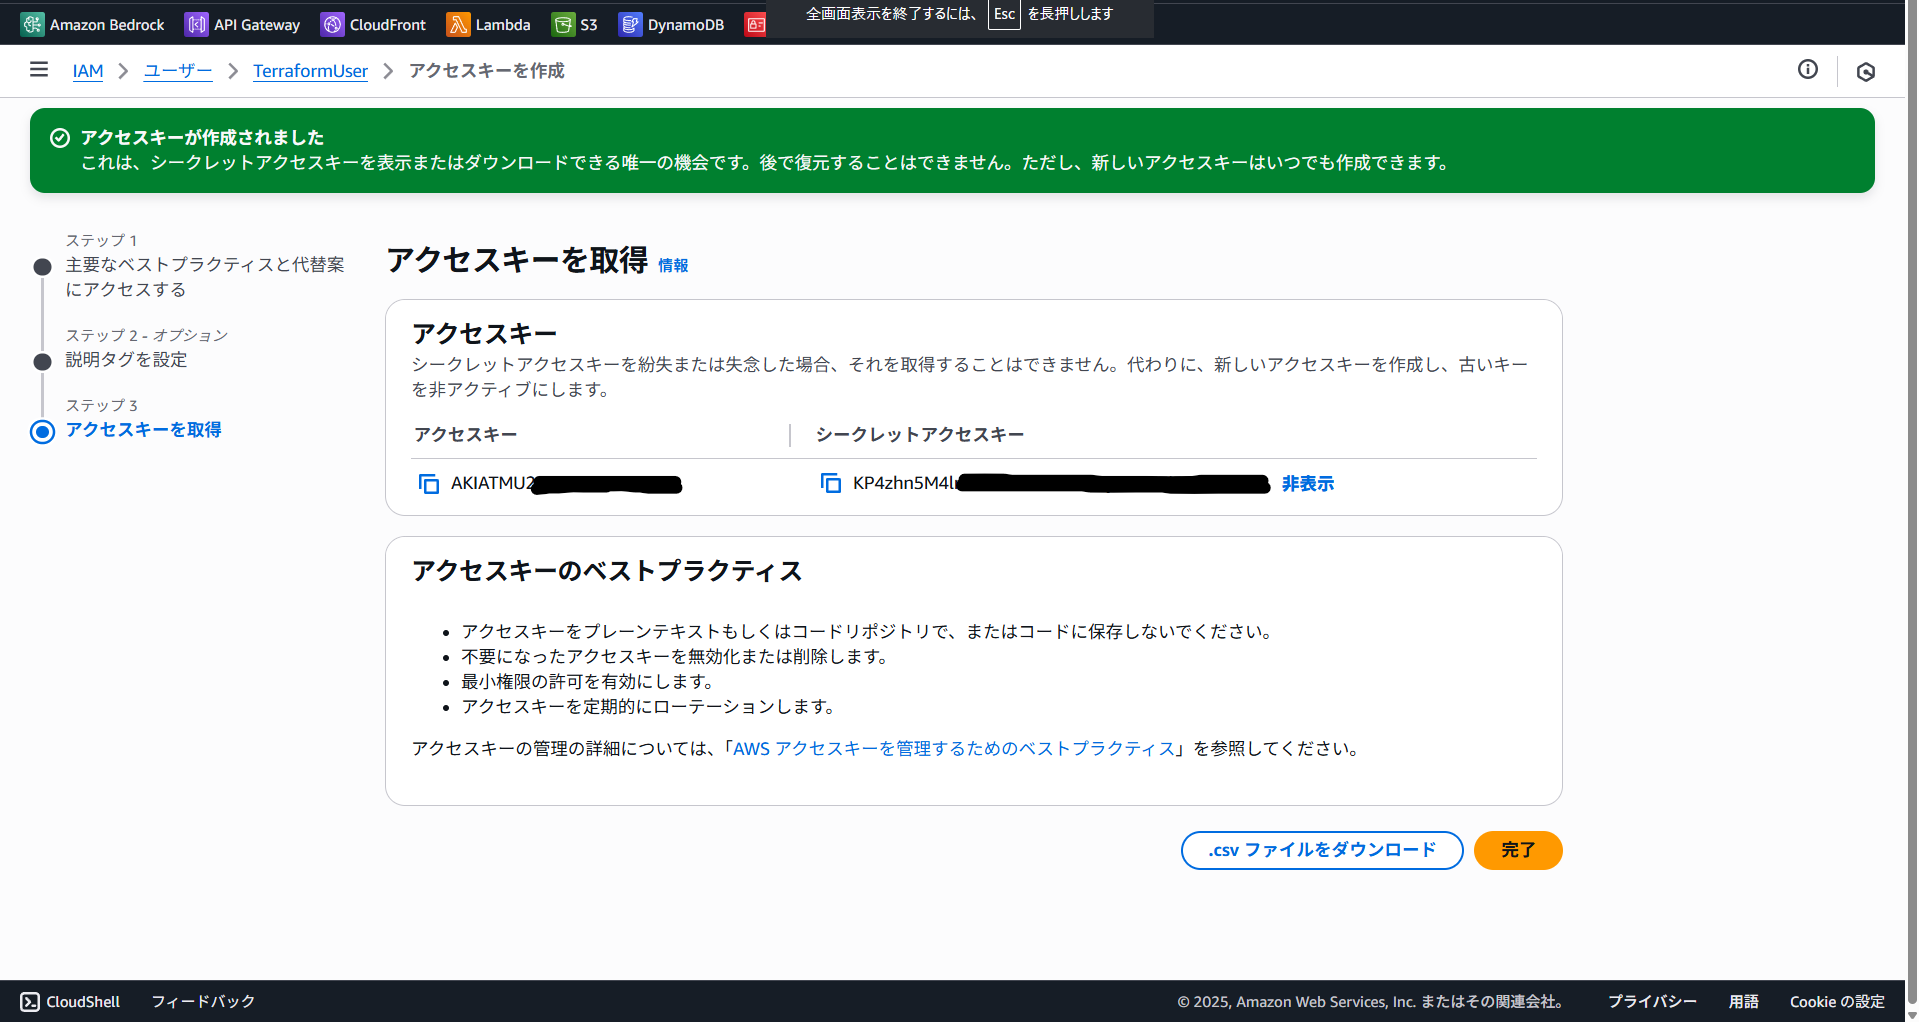 Amazon Bedrock API Gateway CloudFront Lambda S3 DynamoDB
全画面表示を終了するには、 Esc を長押しします
IAM ユーザー TerraformUser アクセスキーを作成
アクセスキーが作成されました
これは、シークレットアクセスキーを表示またはダウンロードできる唯一の機会です。後で復元することはできません。ただし、新しいアクセスキーはいつでも作成できます。
ステップ 1
主要なベストプラクティスと代替案
にアクセスする
ステップ 2 - オプション
説明タグを設定
ステップ 3
アクセスキーを取得
アクセスキーを取得 情報
アクセスキー
シークレットアクセスキーを紛失または失念した場合、それを取得することはできません。代わりに、新しいアクセスキーを作成し、古いキー
を非アクティブにします。
アクセスキー シークレットアクセスキー
AKIATMU2 KP4zhn5M4l 非表示
アクセスキーのベストプラクティス
アクセスキーをプレーンテキストもしくはコードリポジトリで、またはコードに保存しないでください。
不要になったアクセスキーを無効化または削除します。
最小権限の許可を有効にします。
アクセスキーを定期的にローテーションします。
アクセスキーの管理の詳細については、「AWS アクセスキーを管理するためのベストプラクティス」を参照してください。
.csv ファイルをダウンロード 完了
CloudShell フィードバック © 2025, Amazon Web Services, Inc. またはその関連会社。 プライバシー 用語 Cookie の設定